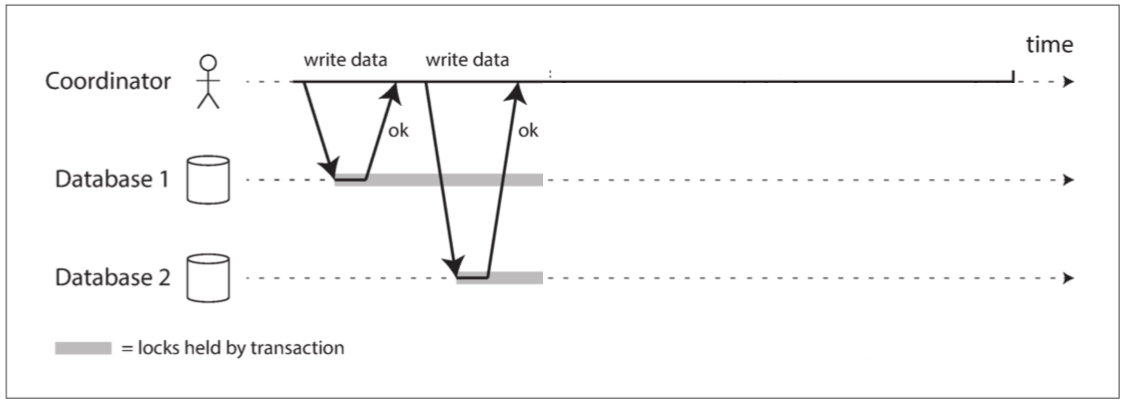 time
write data
write data
Coordinator
ok
ok
Database 1
Database 2
= locks held by transaction